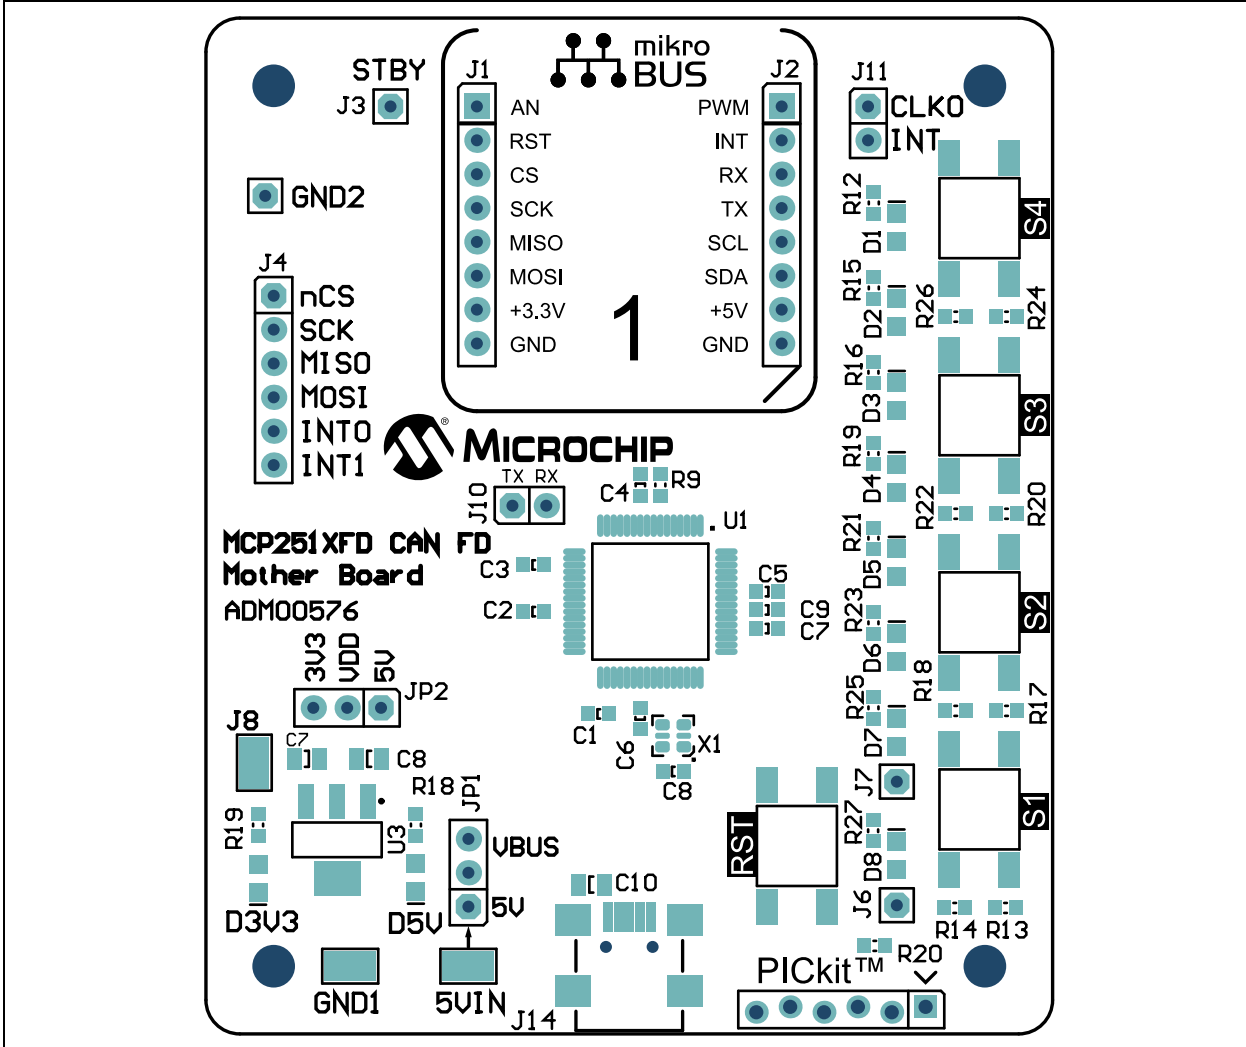 mikro
BUS
STBY
J3
J1
J2
J11
CLKO
INT
AN
RST
CS
SCK
MISO
MOSI
+3.3V
GND
PWM
INT
RX
TX
SCL
SDA
+5V
GND
1
GND2
J4
nCS
SCK
MISO
MOSI
INT0
INT1
MICROCHIP
®
TX RX
J10
C4
R9
U1
MCP251XFD CAN FD
Mother Board
ADM00576
C3
C2
C5
C9
C7
3V3
VDD
5V
JP2
J8
C7
C8
C1
C6
X1
C8
R18
JP1
R19
U3
VBUS
5V
D3V3
D5V
C10
GND1
5VIN
J14
RST
PICkit™
R20
R12
D1
R15
D2
R16
D3
R19
D4
R21
D5
R23
D6
R25
D7
J7
R27
D8
J6
S4
R26
R24
S3
R22
R20
S2
R18
R17
S1
R14
R13